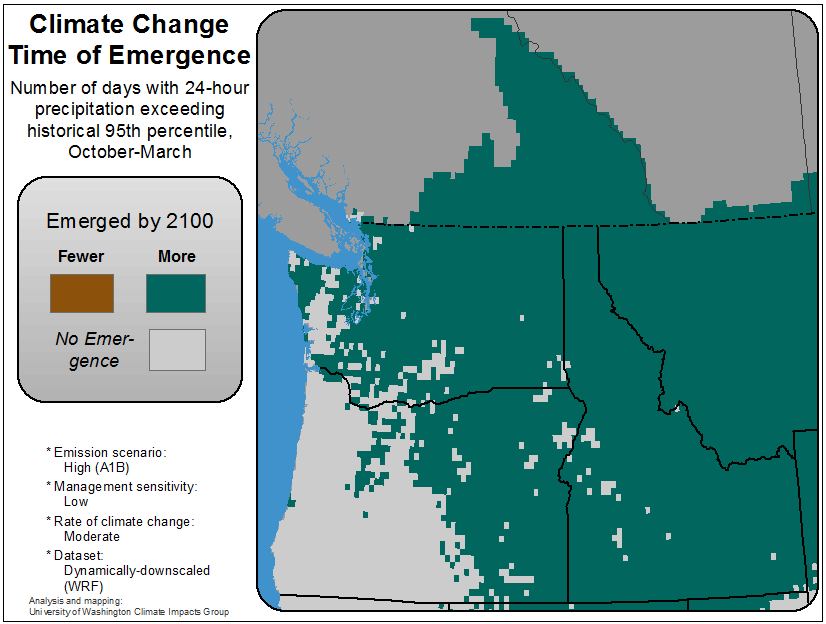 Climate Change
Time of Emergence
Number of days with 24-hour
precipitation exceeding
historical 95th percentile,
October-March
Emerged by 2100
Fewer More
No Emer-
gence
* Emission scenario:
High (A1B)
* Management sensitivity:
Low
* Rate of climate change:
Moderate
* Dataset:
Dynamically-downscaled
(WRF)
Analysis and mapping:
University of Washington Climate Impacts Group